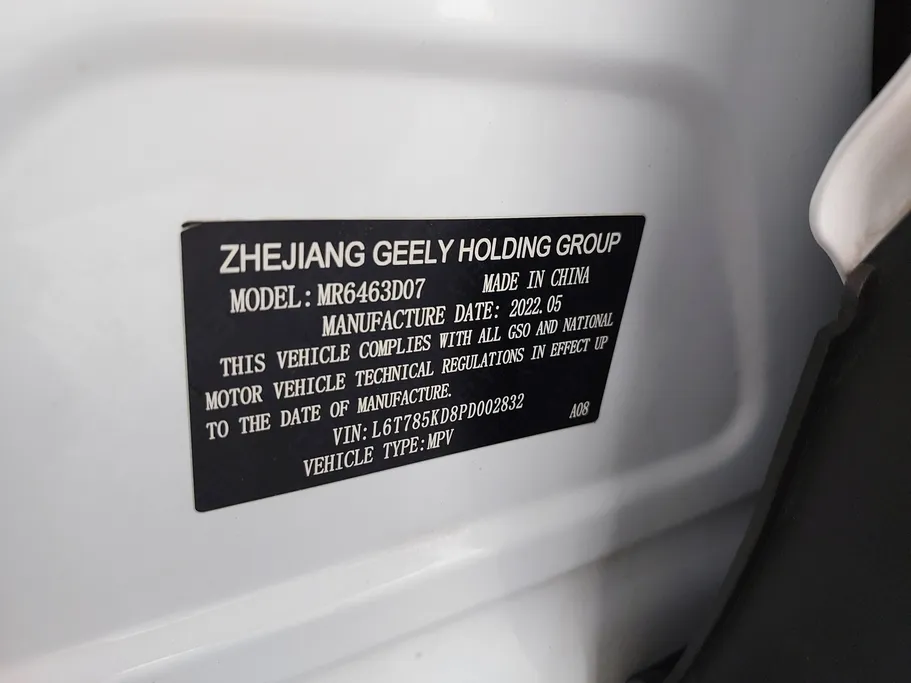 ZHEJIANG GEELY HOLDING GROUP
MODEL:MR6463D07 MADE IN CHINA
MANUFACTURE DATE: 2022.05
THIS VEHICLE COMPLIES WITH ALL GSO AND NATIONAL
MOTOR VEHICLE TECHNICAL REGULATIONS IN EFFECT UP
TO THE DATE OF MANUFACTURE.
VIN:L6T785KD8PD002832
VEHICLE TYPE:MPV
A08